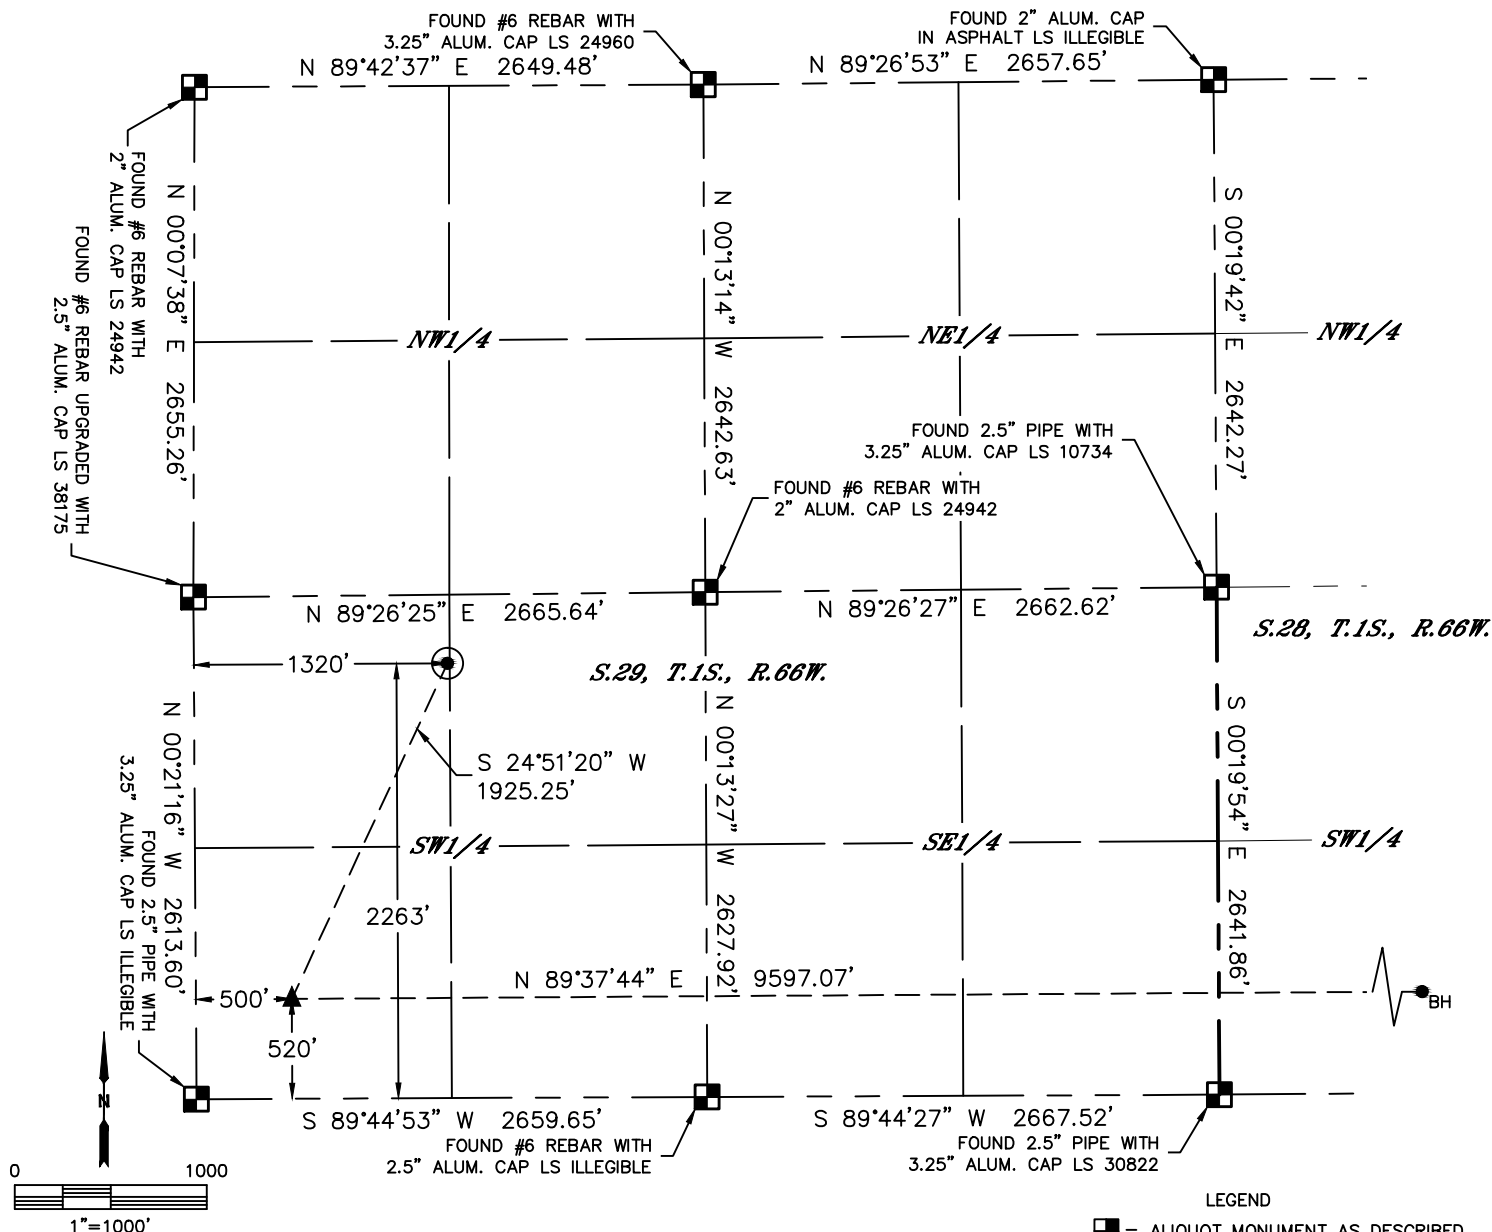 FOUND #6 REBAR WITH
3.25" ALUM. CAP LS 24960
N 89°42'37" E 2649.48'
FOUND 2" ALUM. CAP
IN ASPHALT LS ILLEGIBLE
N 89°26'53" E 2657.65'
FOUND #6 REBAR WITH
2" ALUM. CAP LS 24942
N 00°07'38" E 2655.26'
N 00°13'14" W 2642.63'
S 00°19'42" E 2642.27'
FOUND #6 REBAR UPGRADED WITH
2.5" ALUM. CAP LS 38175
NW1/4
NE1/4
NW1/4
FOUND 2.5" PIPE WITH
3.25" ALUM. CAP LS 10734
FOUND #6 REBAR WITH
2" ALUM. CAP LS 24942
N 89°26'25" E 2665.64'
N 89°26'27" E 2662.62'
S.28, T.1S., R.66W.
1320'
S.29, T.1S., R.66W.
N 00°21'16" W 2613.60'
N 00°13'27" W 2627.92'
S 00°19'54" E 2641.86'
S 24°51'20" W
1925.25'
FOUND 2.5" PIPE WITH
3.25" ALUM. CAP LS ILLEGIBLE
SW1/4
SE1/4
SW1/4
2263'
N 89°37'44" E 9597.07'
500'
BH
520'
N
S 89°44'53" W 2659.65'
S 89°44'27" W 2667.52'
FOUND #6 REBAR WITH
2.5" ALUM. CAP LS ILLEGIBLE
FOUND 2.5" PIPE WITH
3.25" ALUM. CAP LS 30822
0 1000
1"=1000'
LEGEND
= ALIQUOT MONUMENT AS DESCRIBED